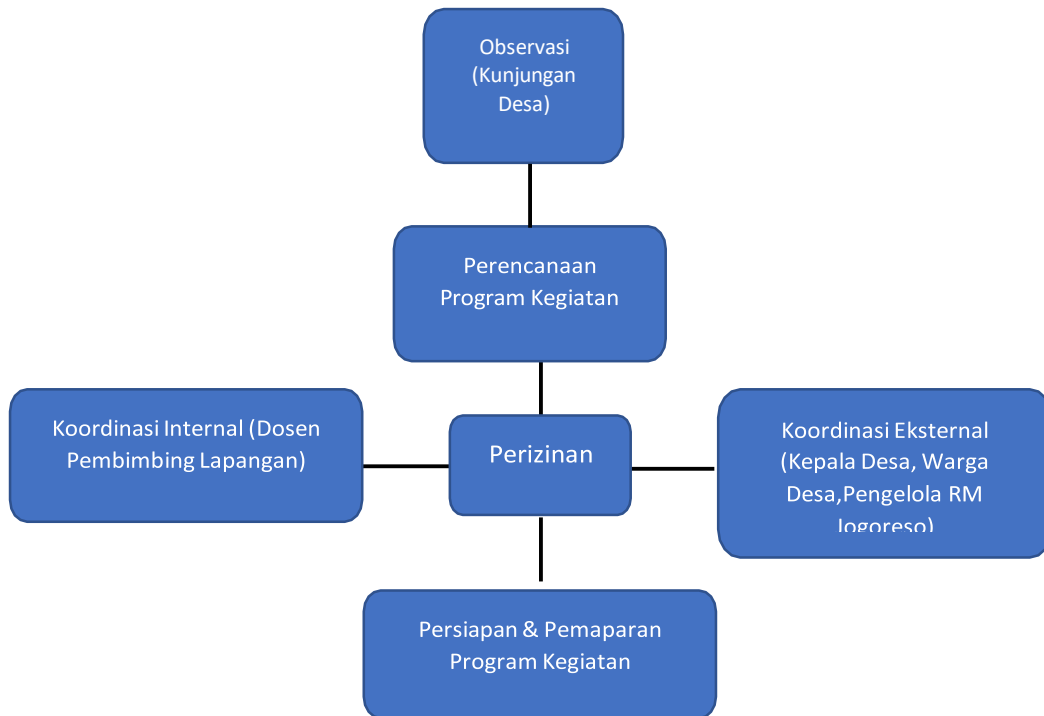 Observasi
(Kunjungan
Desa)
Perencanaan
Program Kegiatan
Koordinasi Internal (Dosen
Pembimbing Lapangan)
Perizinan
Koordinasi Eksternal
(Kepala Desa, Warga
Desa,Pengelola RM
Jogoreso)
Persiapan & Pemaparan
Program Kegiatan